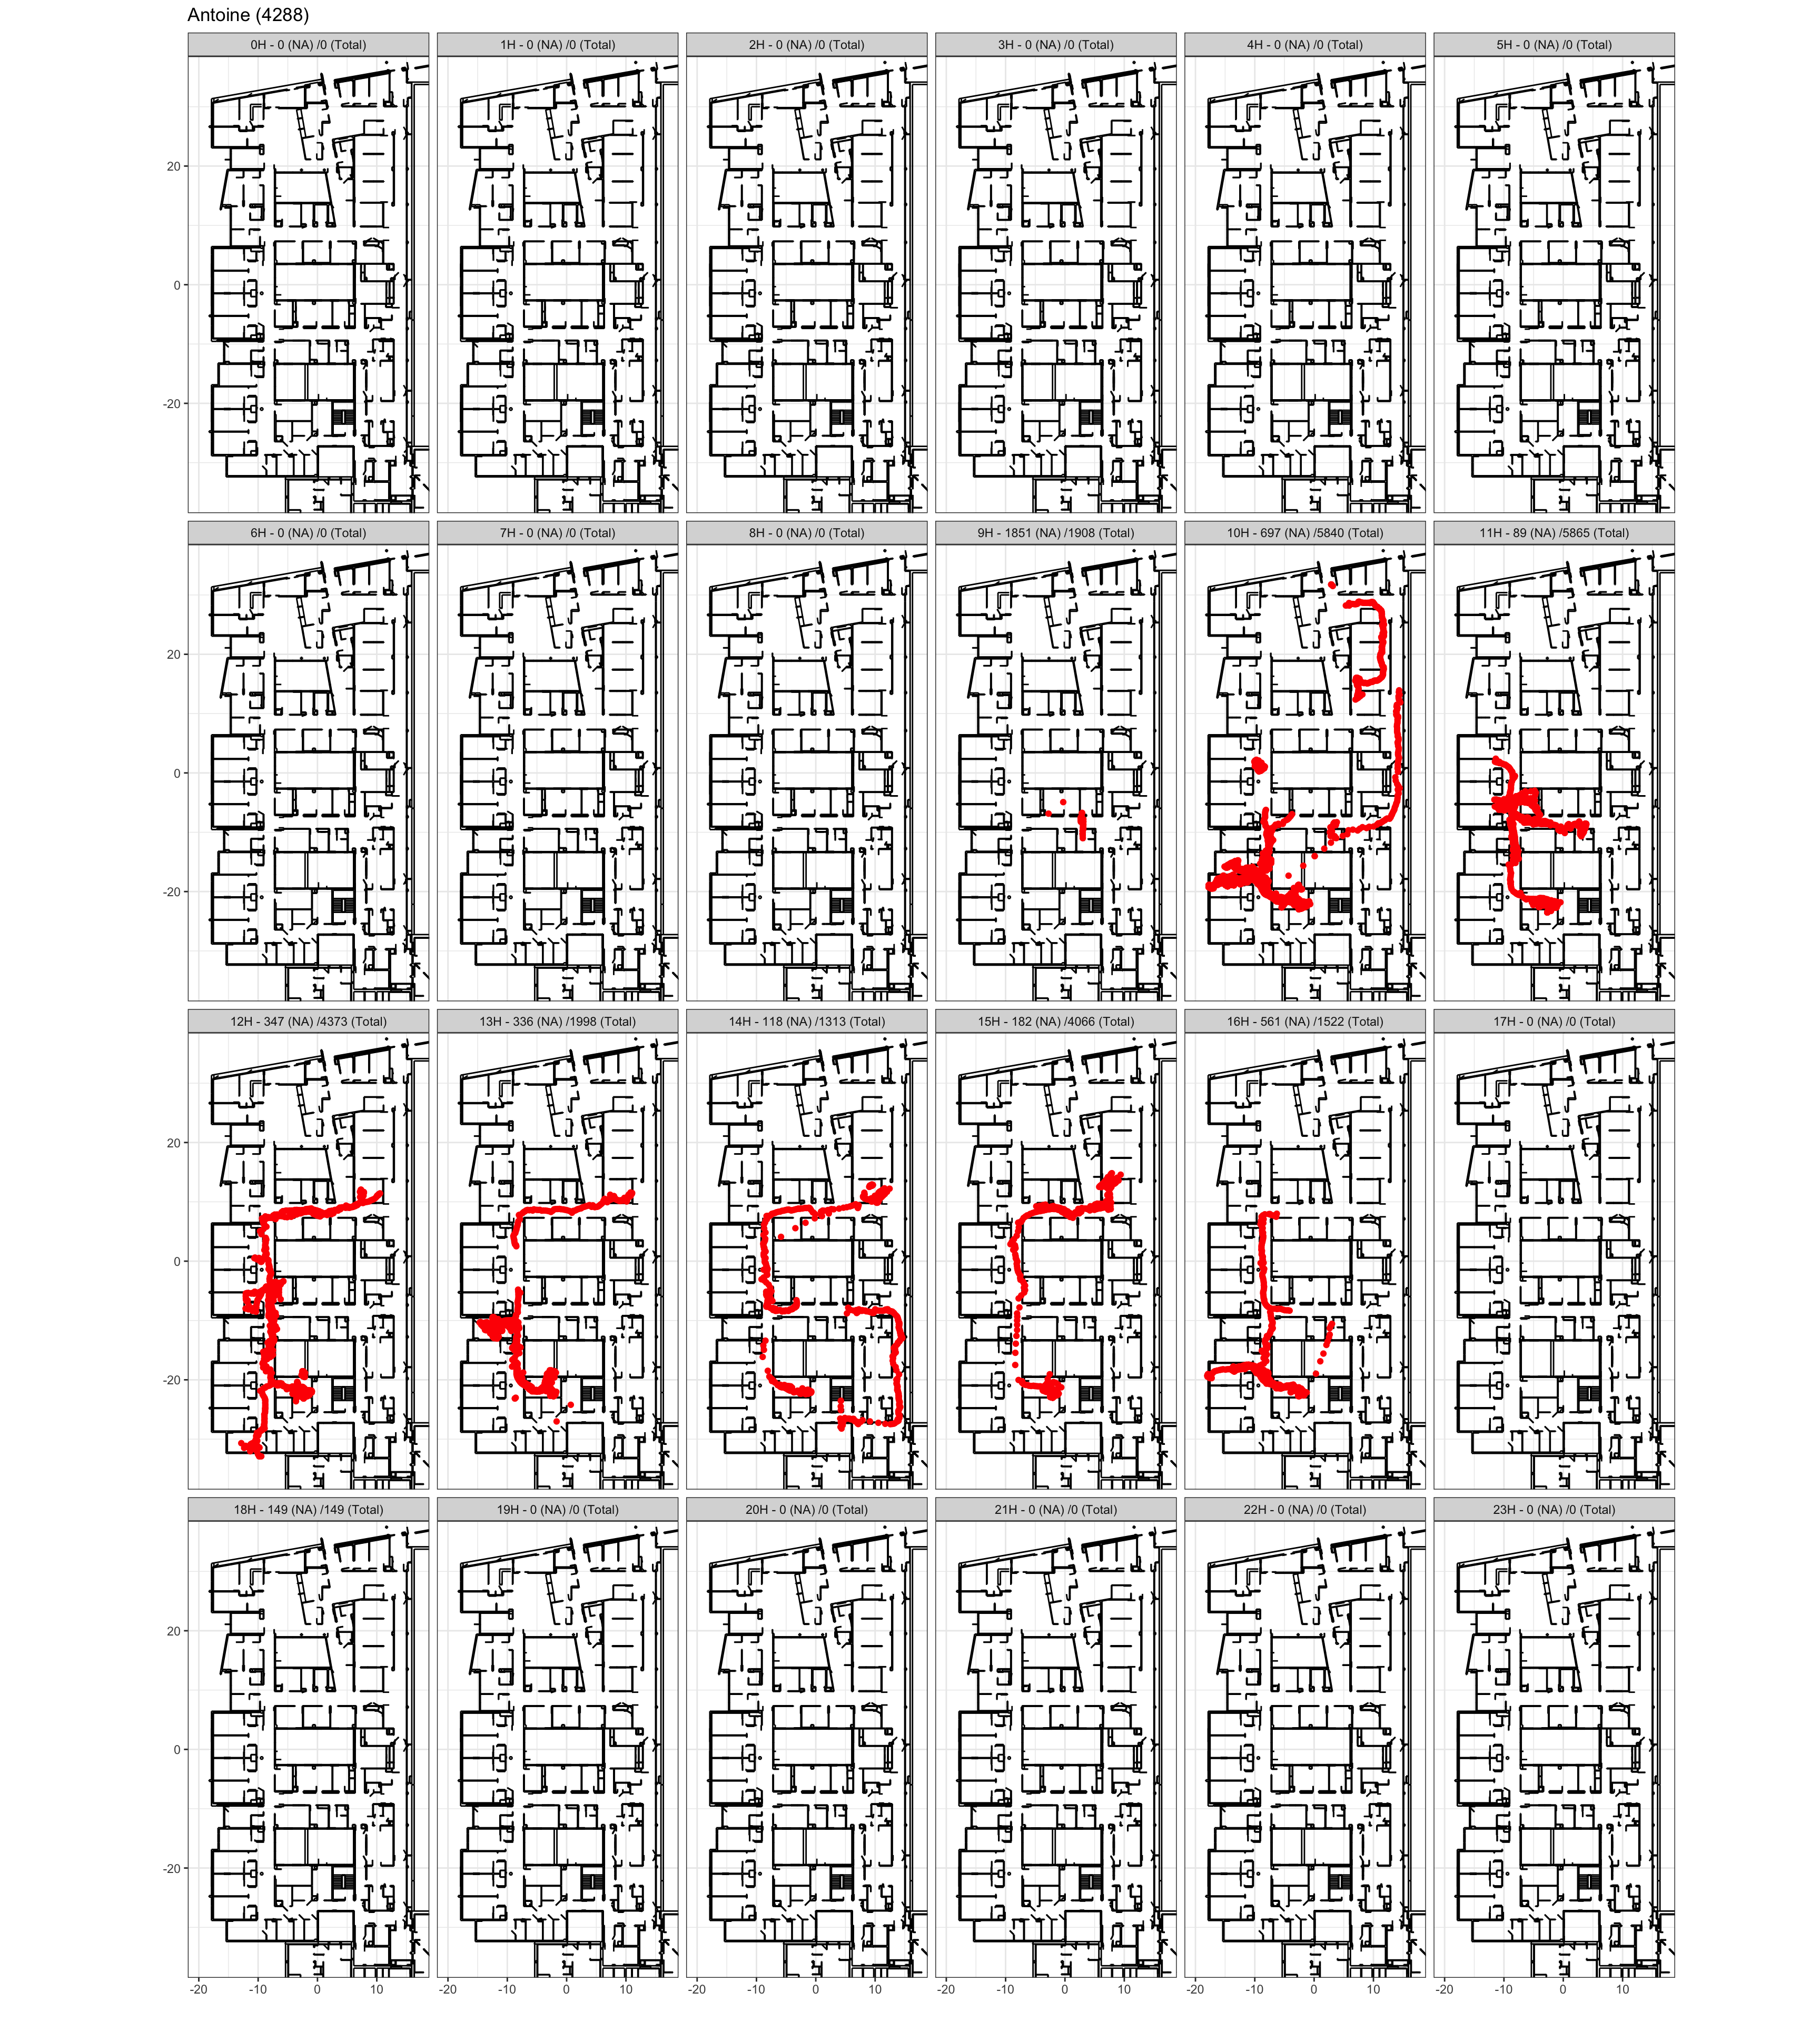 Antoine (4288)
0H - 0 (NA) /0 (Total) 1H - 0 (NA) /0 (Total) 2H - 0 (NA) /0 (Total) 3H - 0 (NA) /0 (Total) 4H - 0 (NA) /0 (Total) 5H - 0 (NA) /0 (Total)
20
0
-20
6H - 0 (NA) /0 (Total) 7H - 0 (NA) /0 (Total) 8H - 0 (NA) /0 (Total) 9H - 1851 (NA) /1908 (Total) 10H - 697 (NA) /5840 (Total) 11H - 89 (NA) /5865 (Total)
20
0
-20
12H - 347 (NA) /4373 (Total) 13H - 336 (NA) /1998 (Total) 14H - 118 (NA) /1313 (Total) 15H - 182 (NA) /4066 (Total) 16H - 561 (NA) /1522 (Total) 17H - 0 (NA) /0 (Total)
20
0
-20
18H - 149 (NA) /149 (Total) 19H - 0 (NA) /0 (Total) 20H - 0 (NA) /0 (Total) 21H - 0 (NA) /0 (Total) 22H - 0 (NA) /0 (Total) 23H - 0 (NA) /0 (Total)
20
0
-20
-20 -10 0 10 -20 -10 0 10 -20 -10 0 10 -20 -10 0 10 -20 -10 0 10 -20 -10 0 10